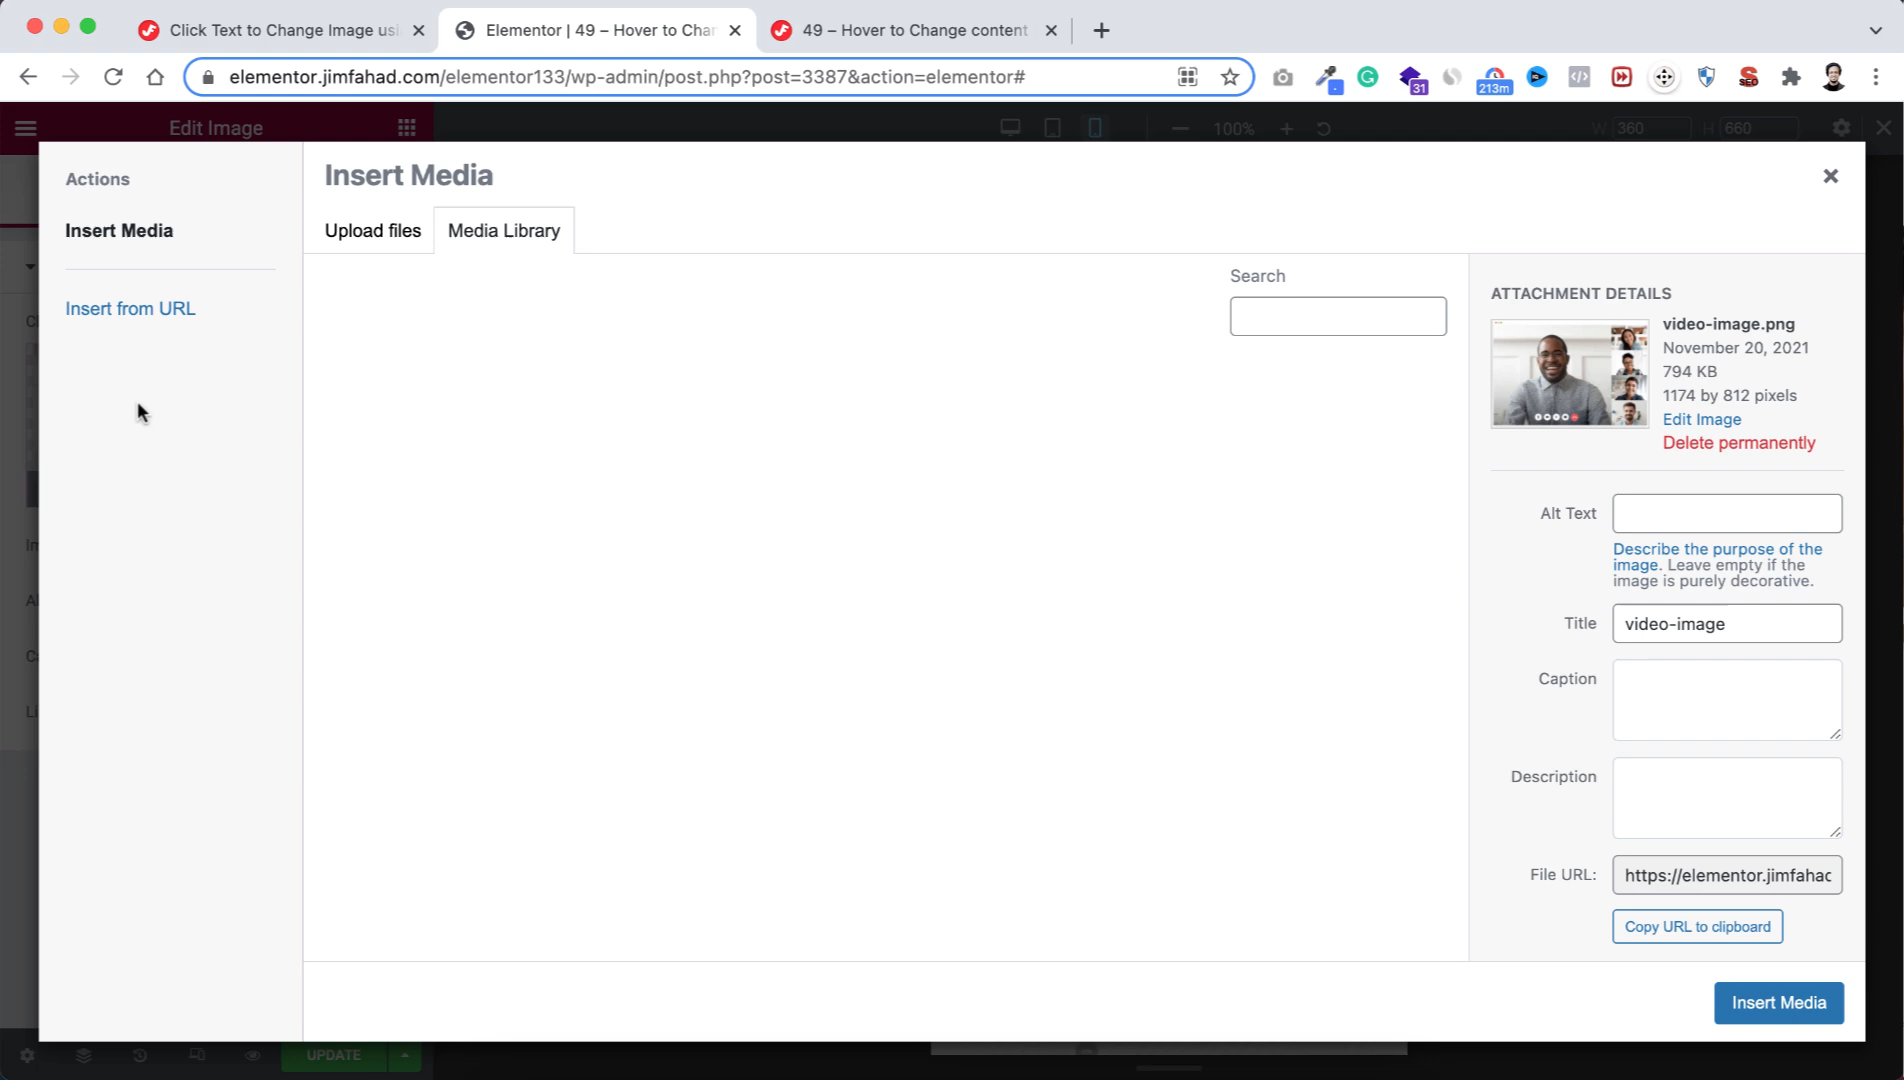 Click Text to Change Image usi
Elementor | 49 – Hover to Char
49 – Hover to Change content
elementor.jimfahad.com/elementor133/wp-admin/post.php?post=3387&action=elementor#
31
213m
SEO
Edit Image
100%
W 360
H 660
Actions
Insert Media
Insert from URL
Insert Media
Upload files
Media Library
Search
ATTACHMENT DETAILS
video-image.png
November 20, 2021
794 KB
1174 by 812 pixels
Edit Image
Delete permanently
Alt Text
Describe the purpose of the
image. Leave empty if the
image is purely decorative.
Title
video-image
Caption
Description
File URL:
https://elementor.jimfahad
Copy URL to clipboard
Insert Media
UPDATE